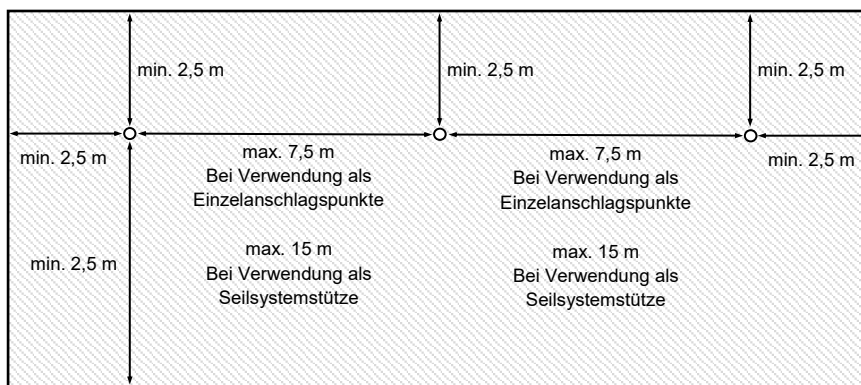 min. 2,5 m
min. 2,5 m
min. 2,5 m
min. 2,5 m
max. 7,5 m
Bei Verwendung als
Einzelanschlagspunkte
max. 7,5 m
Bei Verwendung als
Einzelanschlagspunkte
min. 2,5 m
min. 2,5 m
max. 15 m
Bei Verwendung als
Seilsystemstütze
max. 15 m
Bei Verwendung als
Seilsystemstütze